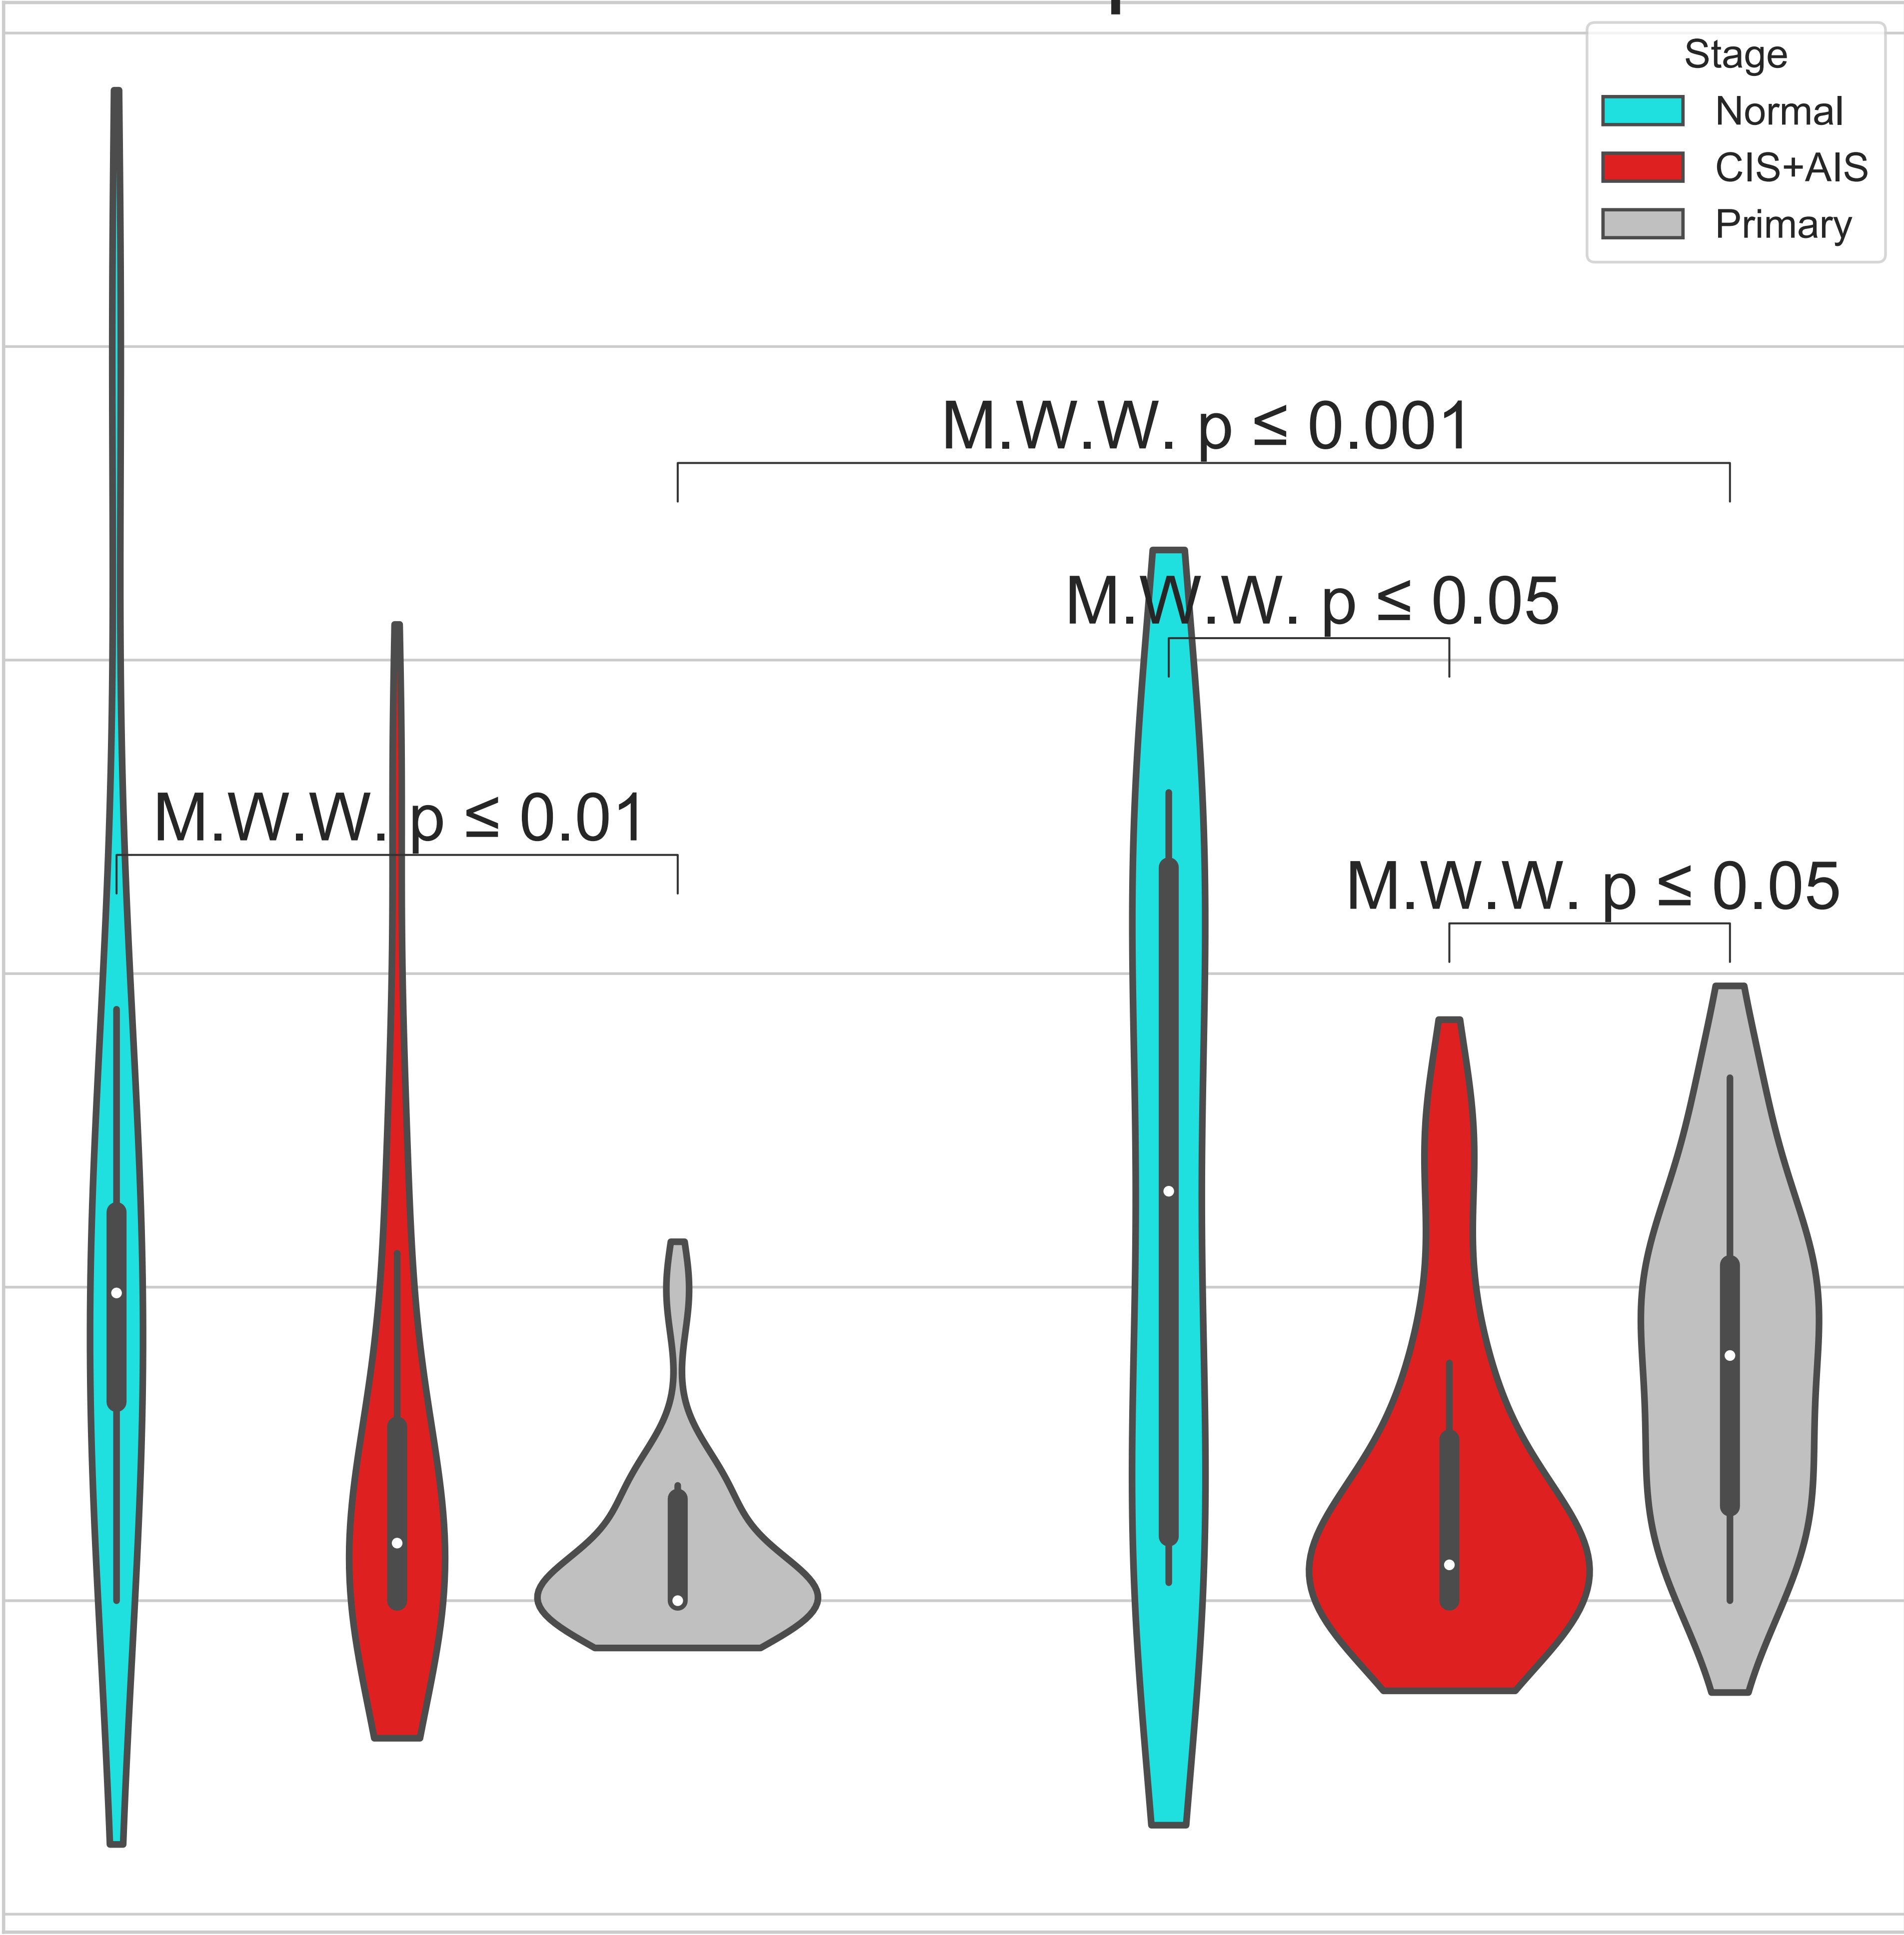 Stage
Normal
CIS+AIS
Primary
M.W.W. p ≤ 0.001
M.W.W. p ≤ 0.05
M.W.W. p ≤ 0.01
M.W.W. p ≤ 0.05